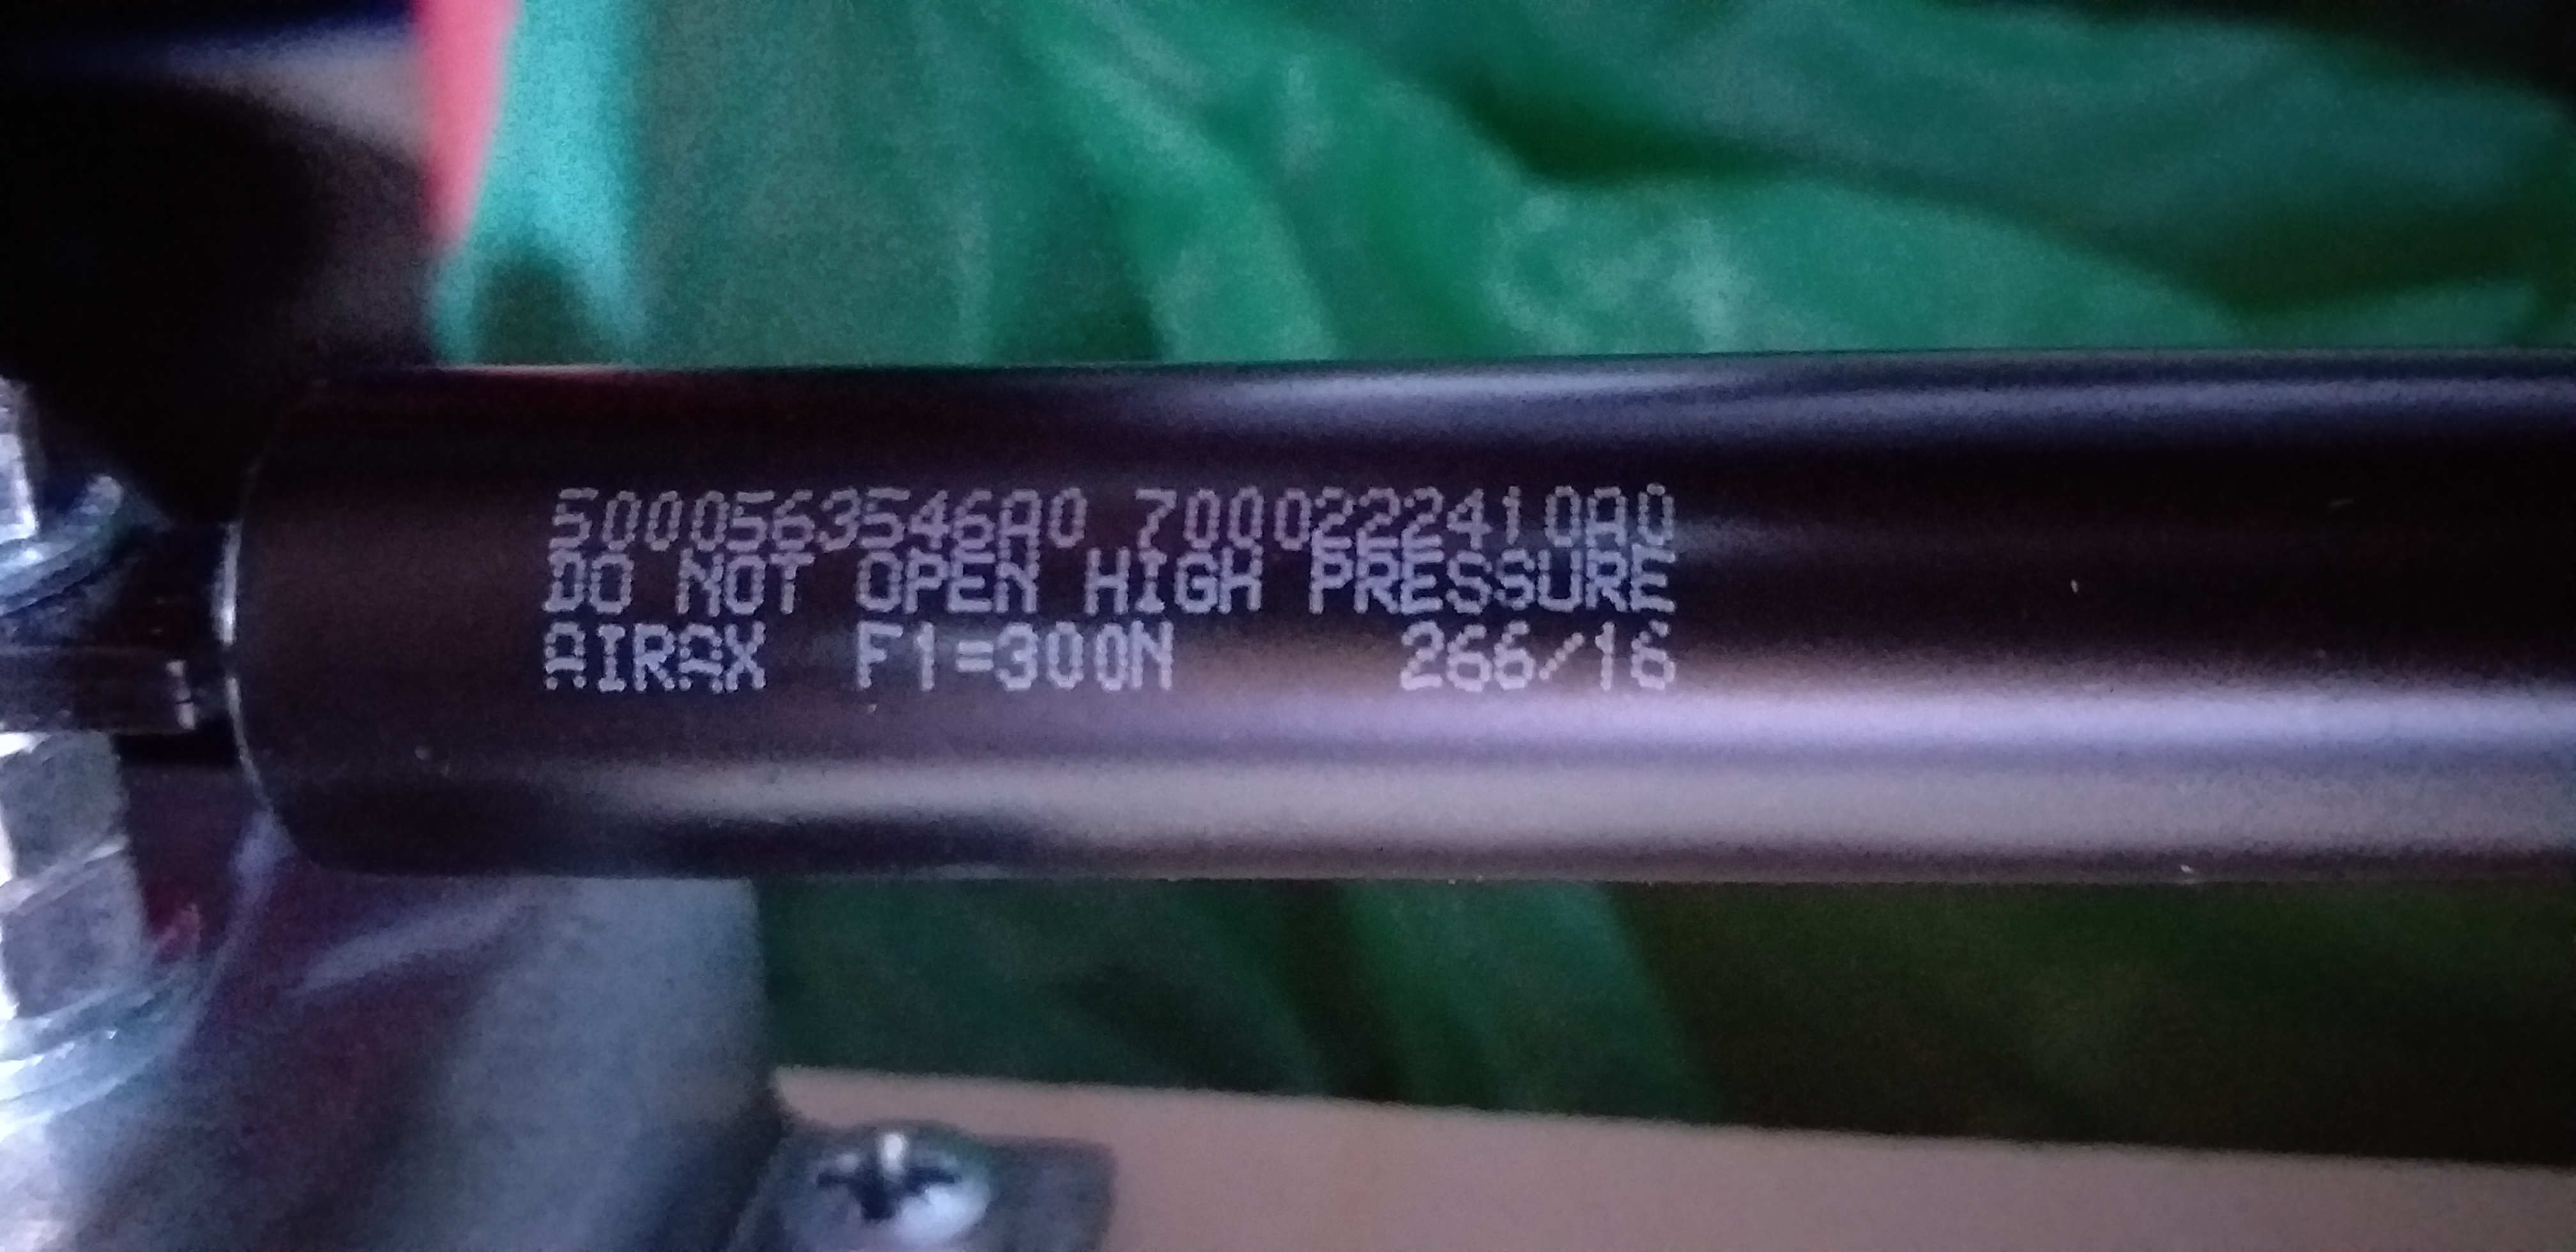 5000563546A0 7000222410A0
DO NOT OPEN HIGH PRESSURE
AIRAX F1=300N 266/16